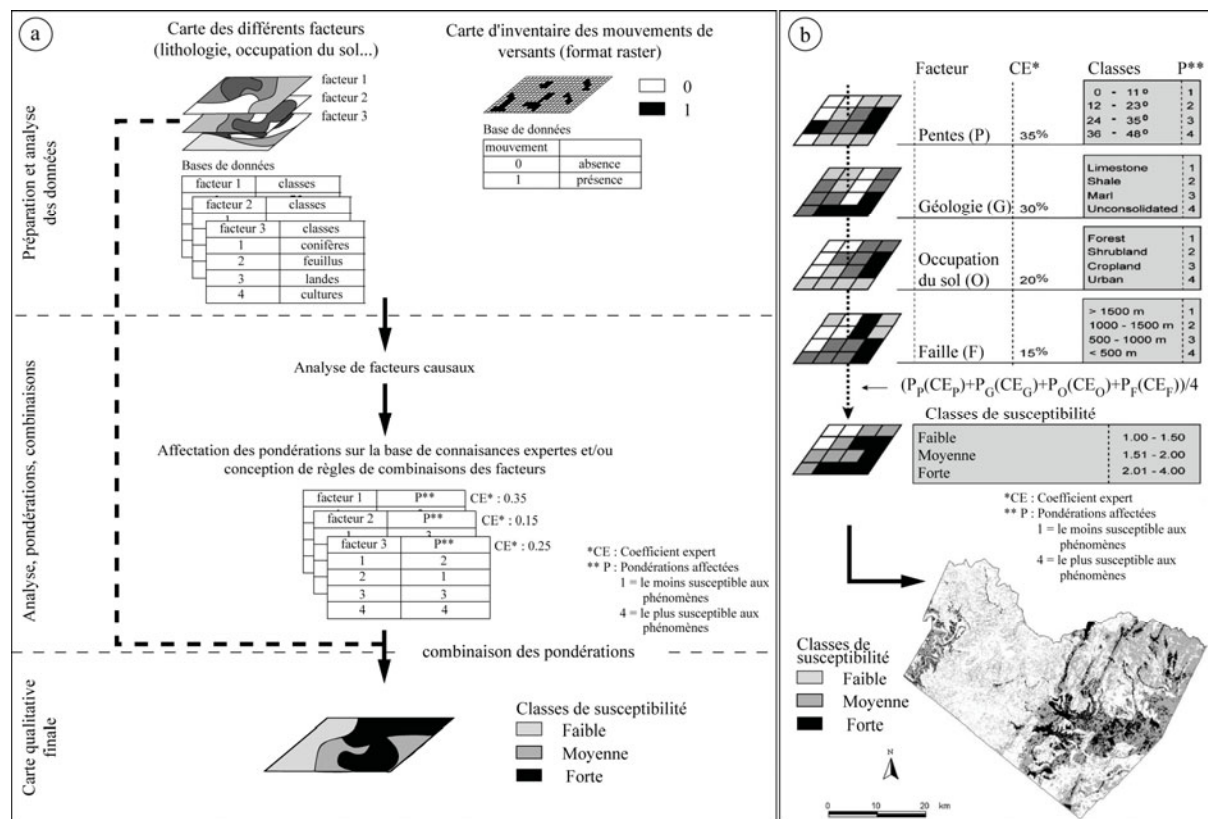 a
Carte des différents facteurs
(lithologie, occupation du sol...)
facteur 1
facteur 2
facteur 3
Bases de données
facteur 1 classes
facteur 2 classes
facteur 3 classes
1 conifères
2 feuillus
3 landes
4 cultures
Carte d'inventaire des mouvements de
versants (format raster)
0
1
Base de données
mouvement
0 absence
1 présence
Préparation et analyse
des données
Analyse de facteurs causaux
Affectation des pondérations sur la base de connaisances expertes et/ou
conception de règles de combinaisons des facteurs
facteur 1 P** CE* : 0.35
facteur 2 P** CE* : 0.15
facteur 3 P** CE* : 0.25
1 2
2 1
3 3
4 4
*CE : Coefficient expert
** P : Pondérations affectées
1 = le moins susceptible aux
phénomènes
4 = le plus susceptible aux
phénomènes
Analyse, pondérations, combinaisons
combinaison des pondérations
Carte qualitative
finale
Classes de susceptibilité
Faible
Moyenne
Forte
b
Facteur CE* Classes P**
Pentes (P) 35%
0 - 11° 1
12 - 23° 2
24 - 35° 3
36 - 48° 4
Géologie (G) 30%
Limestone 1
Shale 2
Marl 3
Unconsolidated 4
Occupation
du sol (O) 20%
Forest 1
Shrubland 2
Cropland 3
Urban 4
Faille (F) 15%
> 1500 m 1
1000 - 1500 m 2
500 - 1000 m 3
< 500 m 4
(P_P(CE_P)+P_G(CE_G)+P_O(CE_O)+P_F(CE_F))/4
Classes de susceptibilité
Faible 1.00 - 1.50
Moyenne 1.51 - 2.00
Forte 2.01 - 4.00
*CE : Coefficient expert
** P : Pondérations affectées
1 = le moins susceptible aux
phénomènes
4 = le plus susceptible aux
phénomènes
Classes de
susceptibilité
Faible
Moyenne
Forte
N
0 10 20 km